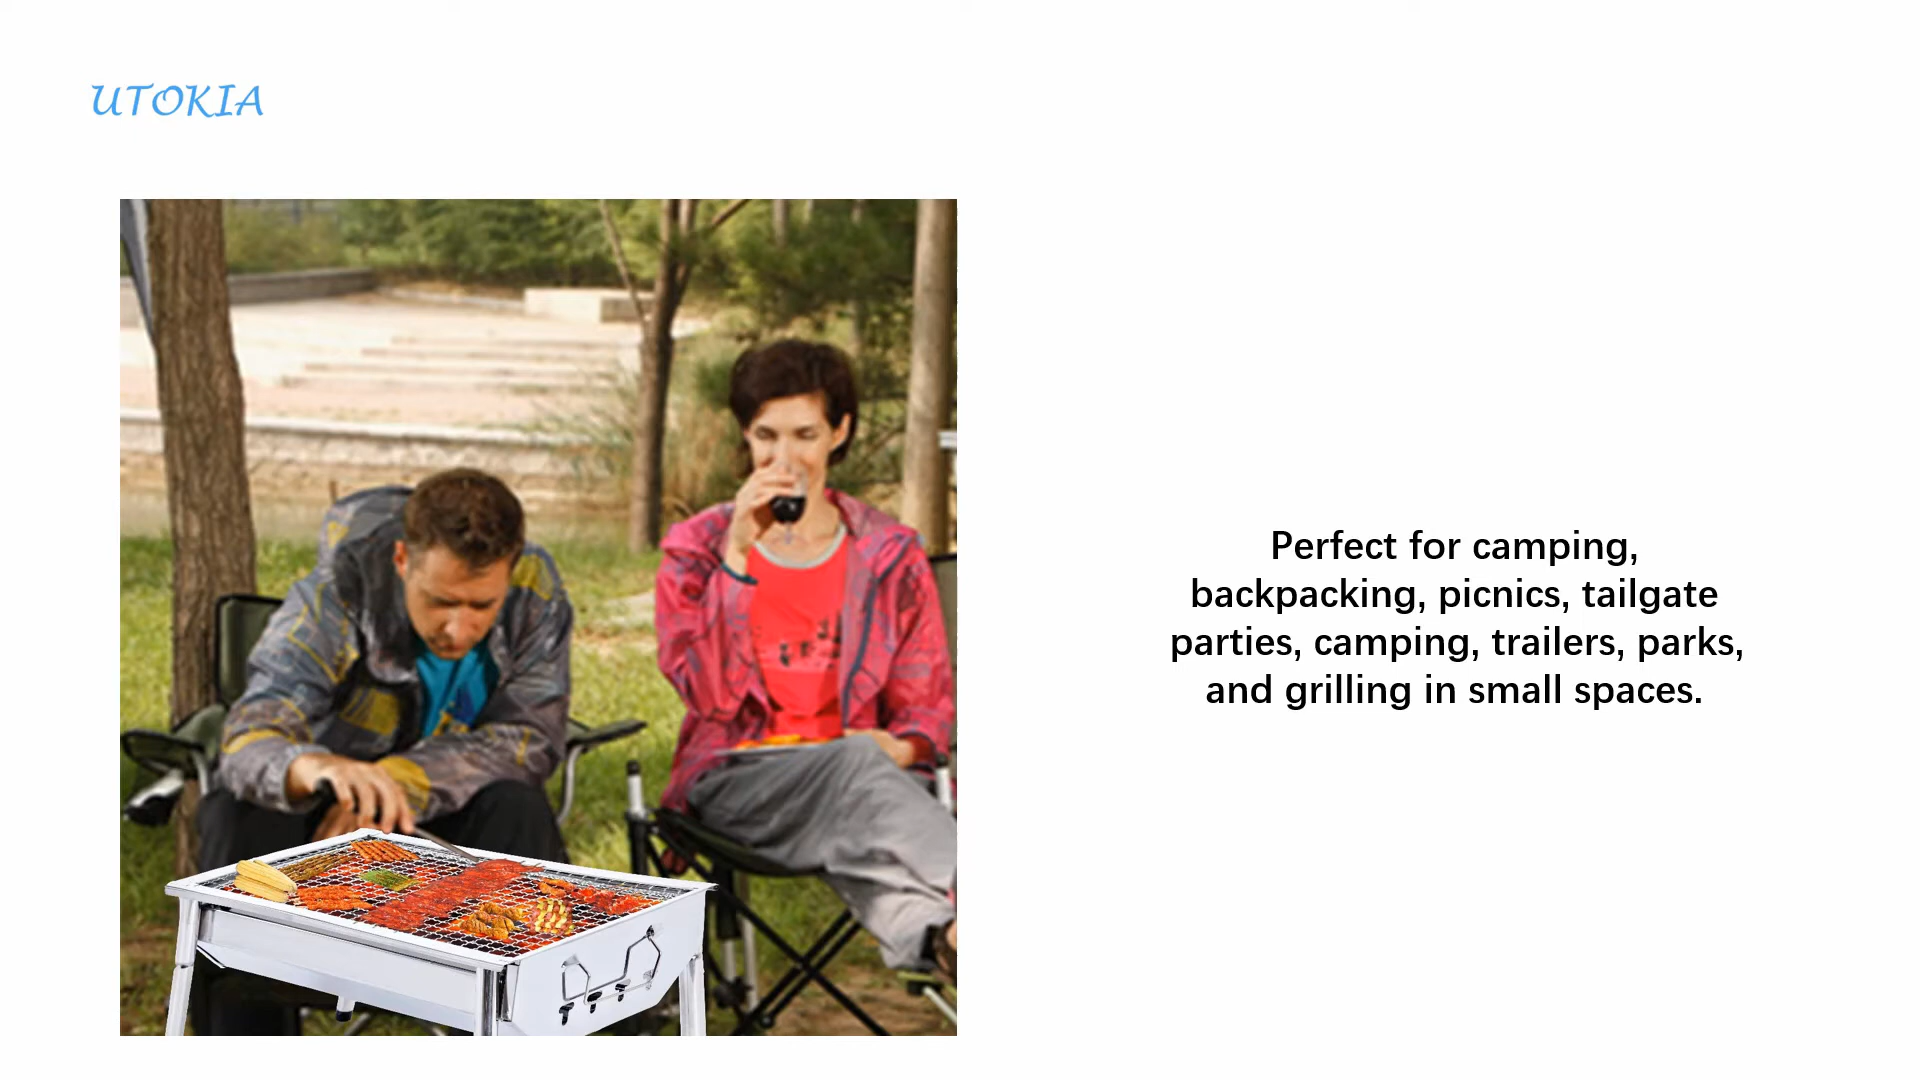 UTOKIA
Perfect for camping,
backpacking, picnics, tailgate
parties, camping, trailers, parks,
and grilling in small spaces.